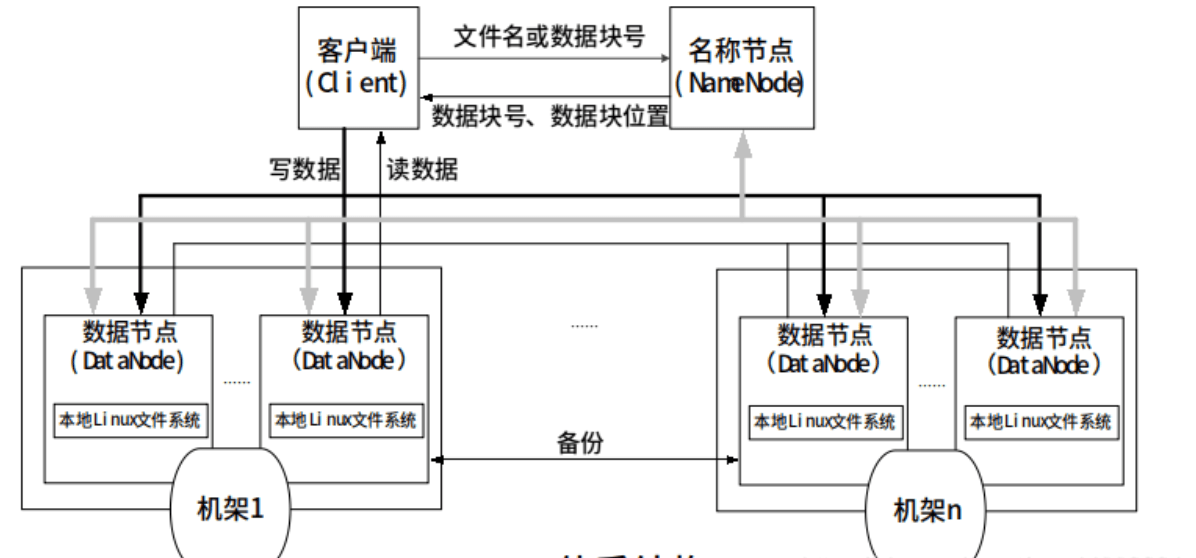 文件名或数据块号
客户端
(Client)
名称节点
(NameNode)
数据块号、数据块位置
写数据
读数据
数据节点
(DataNode)
数据节点
(DataNode)
......
数据节点
(DataNode)
数据节点
(DataNode)
......
......
本地Linux文件系统
本地Linux文件系统
本地Linux文件系统
本地Linux文件系统
备份
机架1
机架n